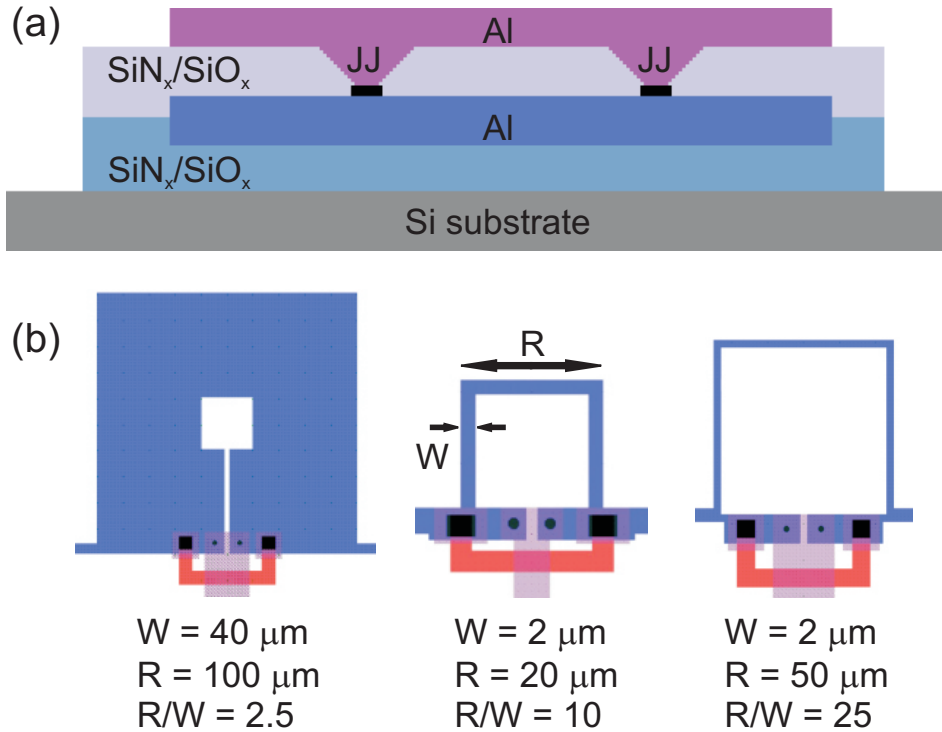 (a)
Al
JJ JJ
SiNx/SiOx
Al
SiNx/SiOx
Si substrate
(b)
R
W
W = 40 μm
R = 100 μm
R/W = 2.5
W = 2 μm
R = 20 μm
R/W = 10
W = 2 μm
R = 50 μm
R/W = 25